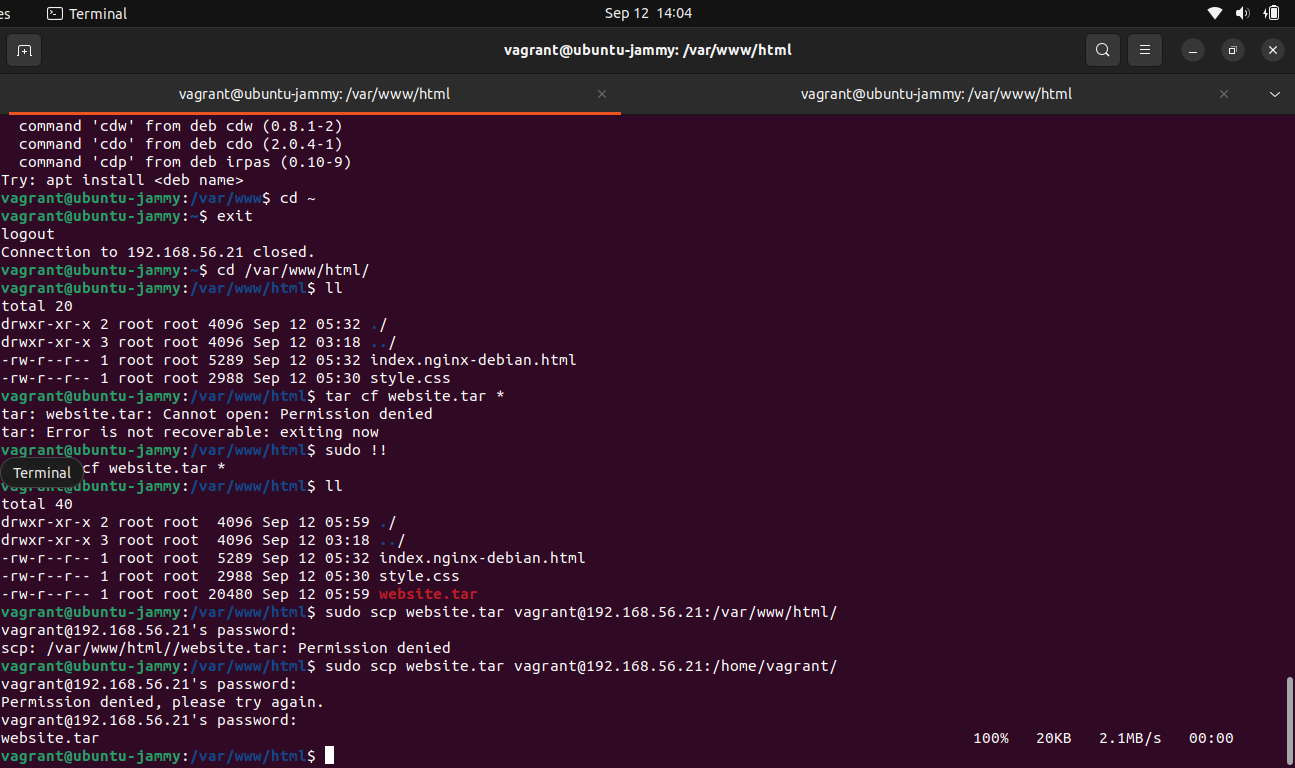 es Terminal Sep 12 14:04
vagrant@ubuntu-jammy: /var/www/html
vagrant@ubuntu-jammy: /var/www/html vagrant@ubuntu-jammy: /var/www/html
  command 'cdw' from deb cdw (0.8.1-2)
  command 'cdo' from deb cdo (2.0.4-1)
  command 'cdp' from deb irpas (0.10-9)
Try: apt install <deb name>
vagrant@ubuntu-jammy:/var/www$ cd ~
vagrant@ubuntu-jammy:~$ exit
logout
Connection to 192.168.56.21 closed.
vagrant@ubuntu-jammy:~$ cd /var/www/html/
vagrant@ubuntu-jammy:/var/www/html$ ll
total 20
drwxr-xr-x 2 root root 4096 Sep 12 05:32 ./
drwxr-xr-x 3 root root 4096 Sep 12 03:18 ../
-rw-r--r-- 1 root root 5289 Sep 12 05:32 index.nginx-debian.html
-rw-r--r-- 1 root root 2988 Sep 12 05:30 style.css
vagrant@ubuntu-jammy:/var/www/html$ tar cf website.tar *
tar: website.tar: Cannot open: Permission denied
tar: Error is not recoverable: exiting now
vagrant@ubuntu-jammy:/var/www/html$ sudo !!
Terminal cf website.tar *
vagrant@ubuntu-jammy:/var/www/html$ ll
total 40
drwxr-xr-x 2 root root  4096 Sep 12 05:59 ./
drwxr-xr-x 3 root root  4096 Sep 12 03:18 ../
-rw-r--r-- 1 root root  5289 Sep 12 05:32 index.nginx-debian.html
-rw-r--r-- 1 root root  2988 Sep 12 05:30 style.css
-rw-r--r-- 1 root root 20480 Sep 12 05:59 website.tar
vagrant@ubuntu-jammy:/var/www/html$ sudo scp website.tar vagrant@192.168.56.21:/var/www/html/
vagrant@192.168.56.21's password:
scp: /var/www/html//website.tar: Permission denied
vagrant@ubuntu-jammy:/var/www/html$ sudo scp website.tar vagrant@192.168.56.21:/home/vagrant/
vagrant@192.168.56.21's password:
Permission denied, please try again.
vagrant@192.168.56.21's password:
website.tar 100% 20KB 2.1MB/s 00:00
vagrant@ubuntu-jammy:/var/www/html$